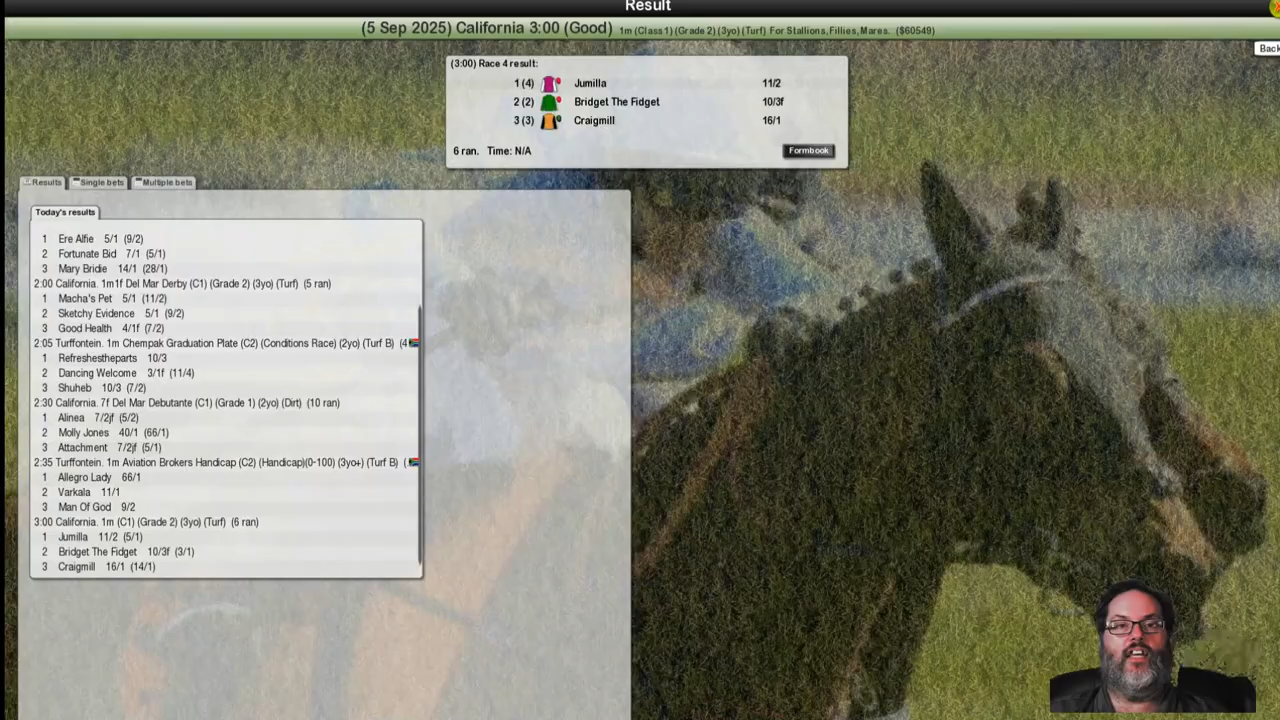 Result
(5 Sep 2025) California 3:00 (Good) 1m (Class1) (Grade 2) (3yo) (Turf) For Stallions,Fillies,Mares. ($60549)
Back
(3:00) Race 4 result:
1 (4) Jumilla 11/2
2 (2) Bridget The Fidget 10/3f
3 (3) Craigmill 16/1
6 ran. Time: N/A Formbook
Results Single bets Multiple bets
Today's results
1 Ere Alfie 5/1 (9/2)
2 Fortunate Bid 7/1 (5/1)
3 Mary Bridie 14/1 (28/1)
2:00 California. 1m1f Del Mar Derby (C1) (Grade 2) (3yo) (Turf) (5 ran)
1 Macha's Pet 5/1 (11/2)
2 Sketchy Evidence 5/1 (9/2)
3 Good Health 4/1f (7/2)
2:05 Turffontein. 1m Chempak Graduation Plate (C2) (Conditions Race) (2yo) (Turf B) (4
1 Refreshestheparts 10/3
2 Dancing Welcome 3/1f (11/4)
3 Shuheb 10/3 (7/2)
2:30 California. 7f Del Mar Debutante (C1) (Grade 1) (2yo) (Dirt) (10 ran)
1 Alinea 7/2jf (5/2)
2 Molly Jones 40/1 (66/1)
3 Attachment 7/2jf (5/1)
2:35 Turffontein. 1m Aviation Brokers Handicap (C2) (Handicap)(0-100) (3yo+) (Turf B) (
1 Allegro Lady 66/1
2 Varkala 11/1
3 Man Of God 9/2
3:00 California. 1m (C1) (Grade 2) (3yo) (Turf) (6 ran)
1 Jumilla 11/2 (5/1)
2 Bridget The Fidget 10/3f (3/1)
3 Craigmill 16/1 (14/1)